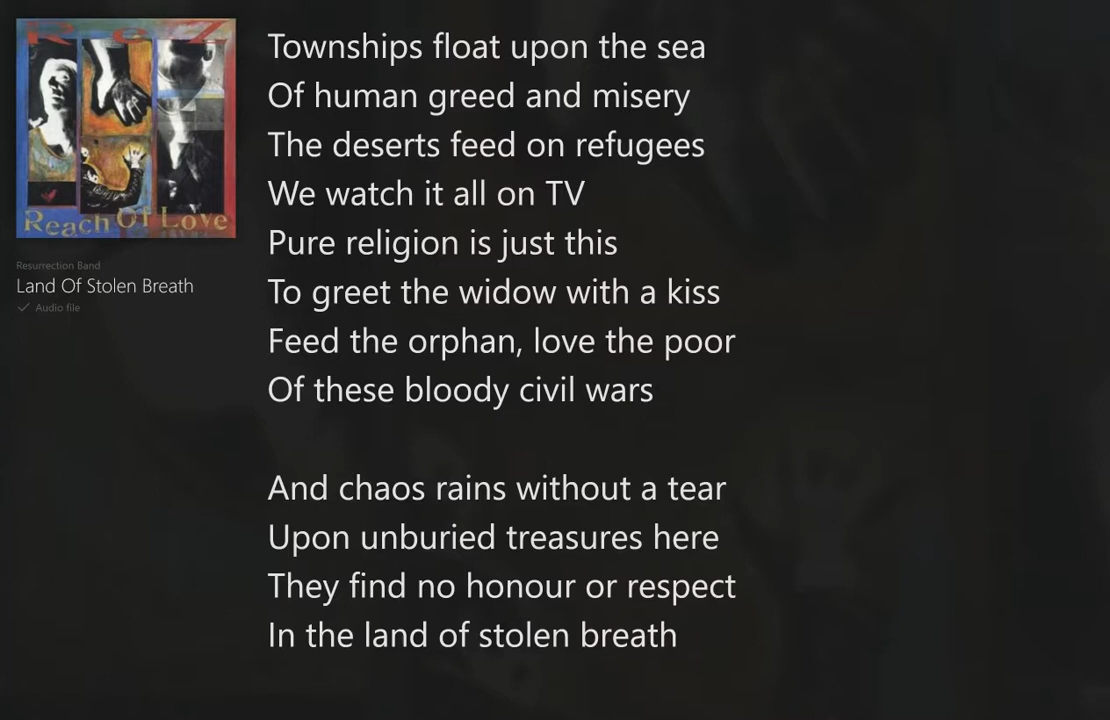 ReZ
Reach Of Love
Resurrection Band
Land Of Stolen Breath
Audio file
Townships float upon the sea
Of human greed and misery
The deserts feed on refugees
We watch it all on TV
Pure religion is just this
To greet the widow with a kiss
Feed the orphan, love the poor
Of these bloody civil wars
And chaos rains without a tear
Upon unburied treasures here
They find no honour or respect
In the land of stolen breath